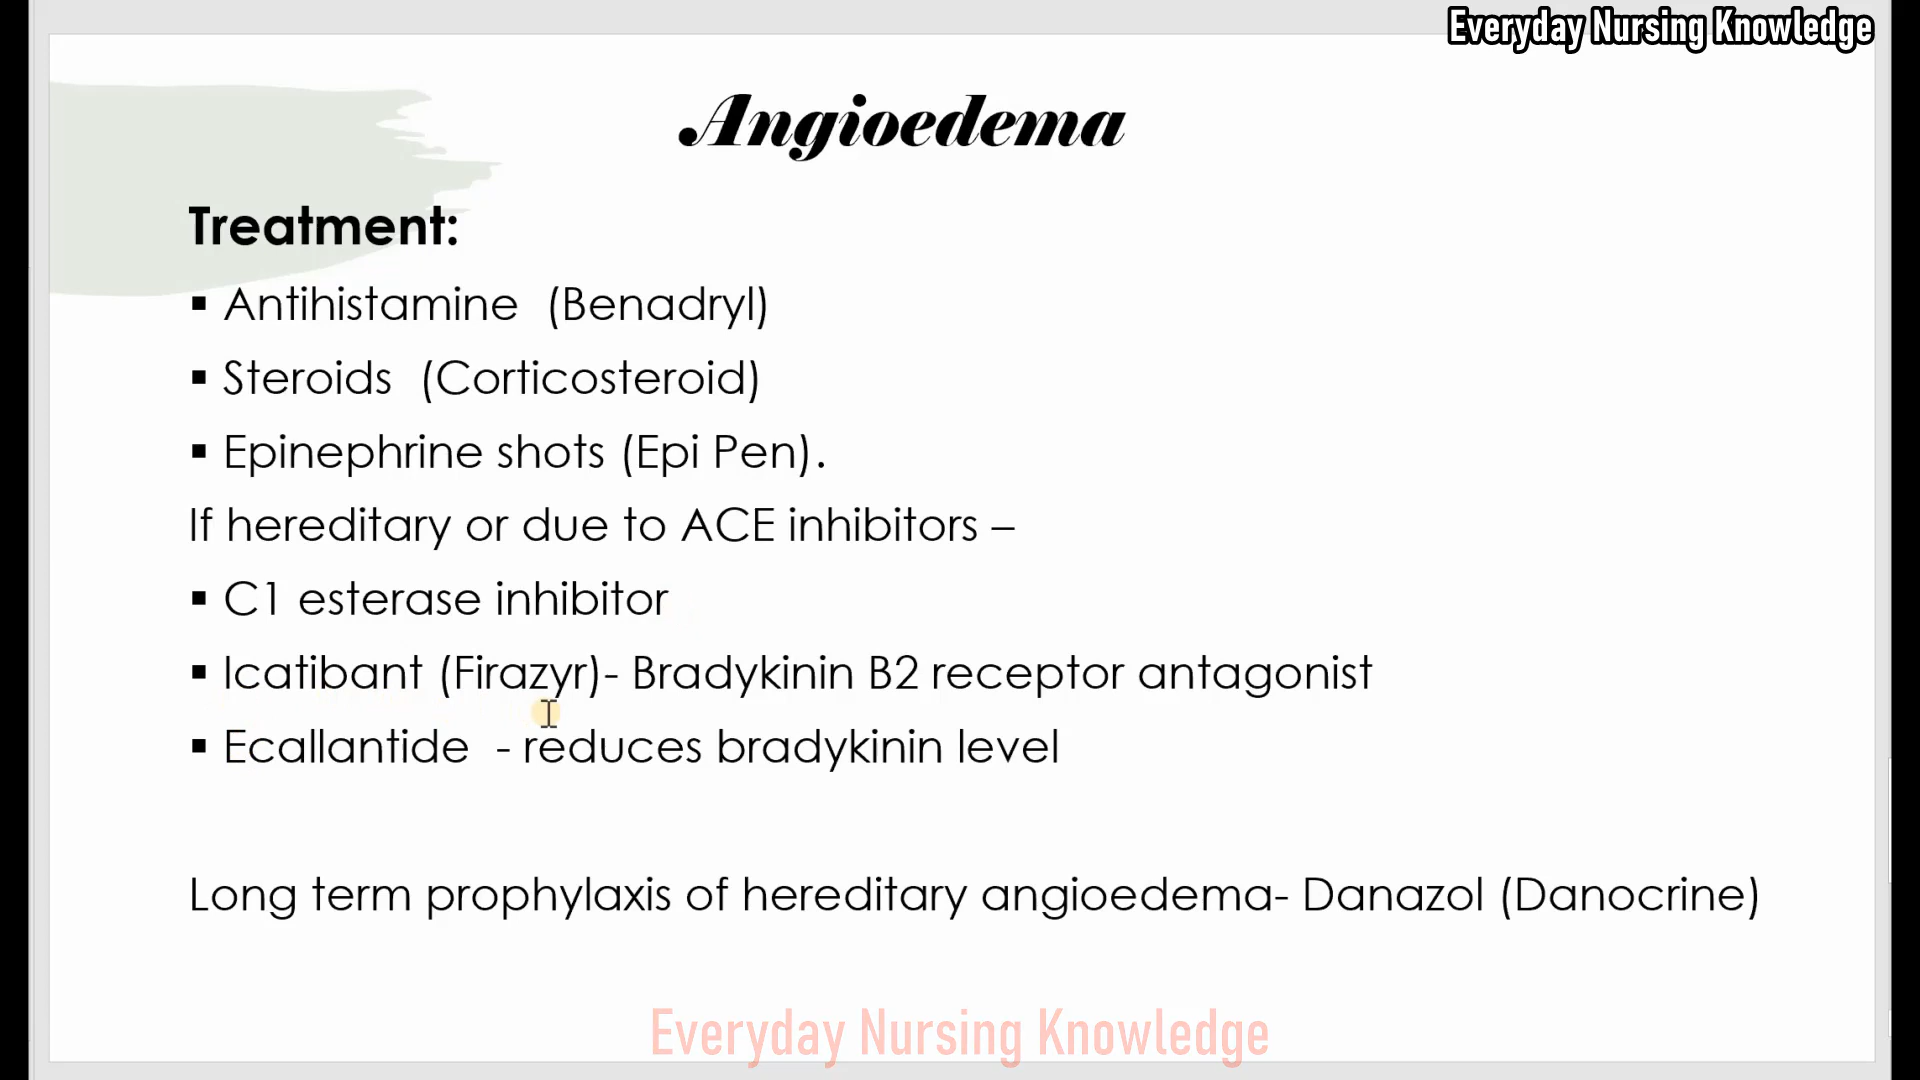 Everyday Nursing Knowledge
Angioedema
Treatment:
▪ Antihistamine (Benadryl)
▪ Steroids (Corticosteroid)
▪ Epinephrine shots (Epi Pen).
If hereditary or due to ACE inhibitors –
▪ C1 esterase inhibitor
▪ Icatibant (Firazyr)- Bradykinin B2 receptor antagonist
▪ Ecallantide - reduces bradykinin level
Long term prophylaxis of hereditary angioedema- Danazol (Danocrine)
Everyday Nursing Knowledge